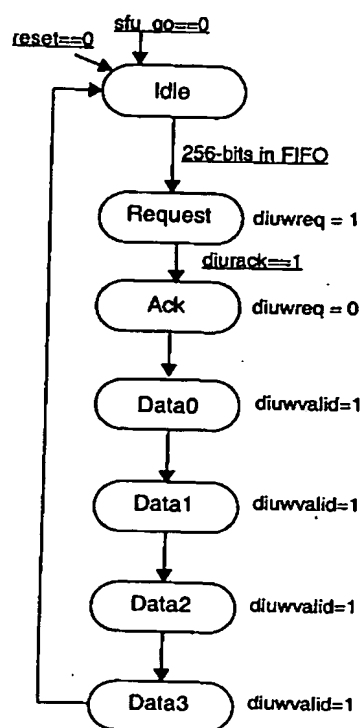 sfu_go==0
reset==0
Idle
256-bits in FIFO
Request
diuwreq = 1
diurack==1
Ack
diuwreq = 0
Data0
diuwvalid=1
Data1
diuwvalid=1
Data2
diuwvalid=1
Data3
diuwvalid=1